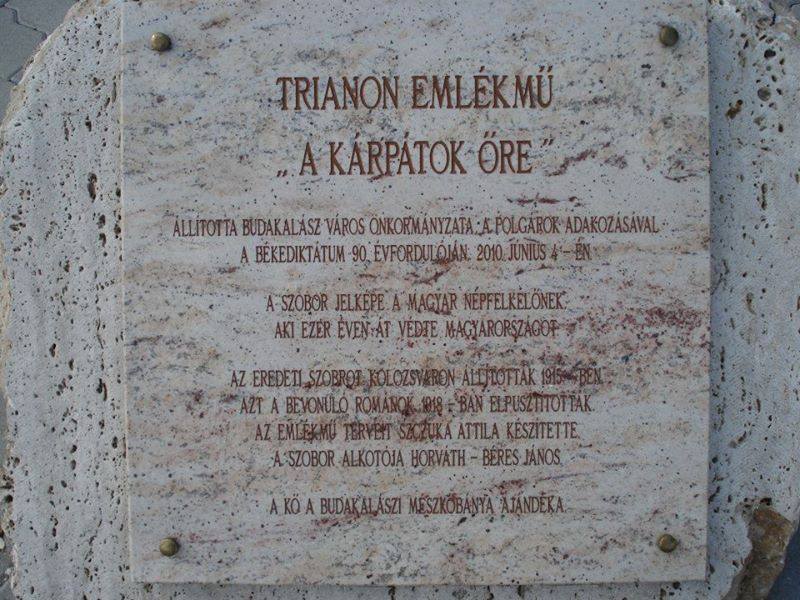 TRIANON EMLÉKMŰ
„A KÁRPÁTOK ŐRE”
ÁLLÍTOTTA BUDAKALÁSZ VÁROS ÖNKORMÁNYZATA, A POLGÁROK ADAKOZÁSÁVAL
A BÉKEDIKTÁTUM 90. ÉVFORDULÓJÁN. 2010. JÚNIUS 4 - ÉN.
A SZOBOR JELKÉPE A MAGYAR NÉPFELKELŐNEK,
AKI EZER ÉVEN ÁT VÉDTE MAGYARORSZÁGOT.
AZ EREDETI SZOBROT KOLOZSVÁRON ÁLLÍTOTTÁK 1915 - BEN,
AZT A BEVONULÓ ROMÁNOK 1918 - BAN ELPUSZTÍTOTTÁK.
AZ EMLÉKMŰ TERVEIT SZCZUKA ATTILA KÉSZÍTETTE.
A SZOBOR ALKOTÓJA HORVÁTH - BÉRES JÁNOS.
A KŐ A BUDAKALÁSZI MÉSZKŐBÁNYA AJÁNDÉKA.